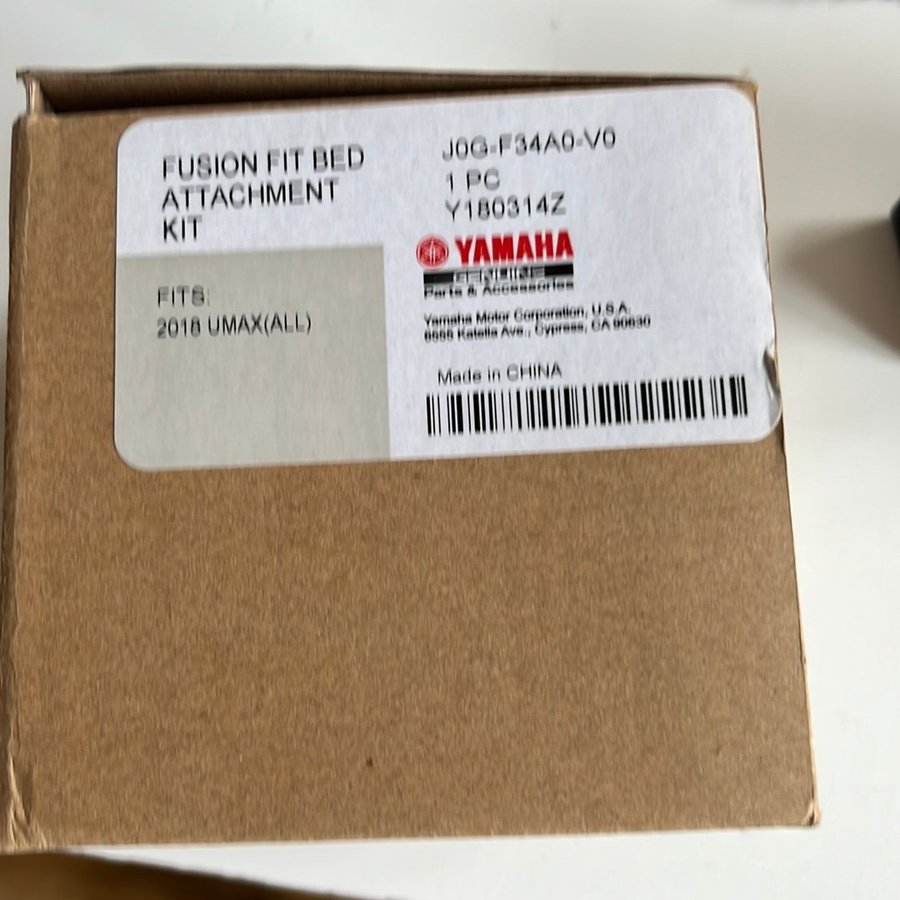 FUSION FIT BED
ATTACHMENT
KIT
FITS:
2018 UMAX(ALL)
J0G-F34A0-V0
1 PC
Y180314Z
YAMAHA
GENUINE
Parts & Accessories
Yamaha Motor Corporation, U.S.A.
6555 Katella Ave., Cypress, CA 90630
Made in CHINA